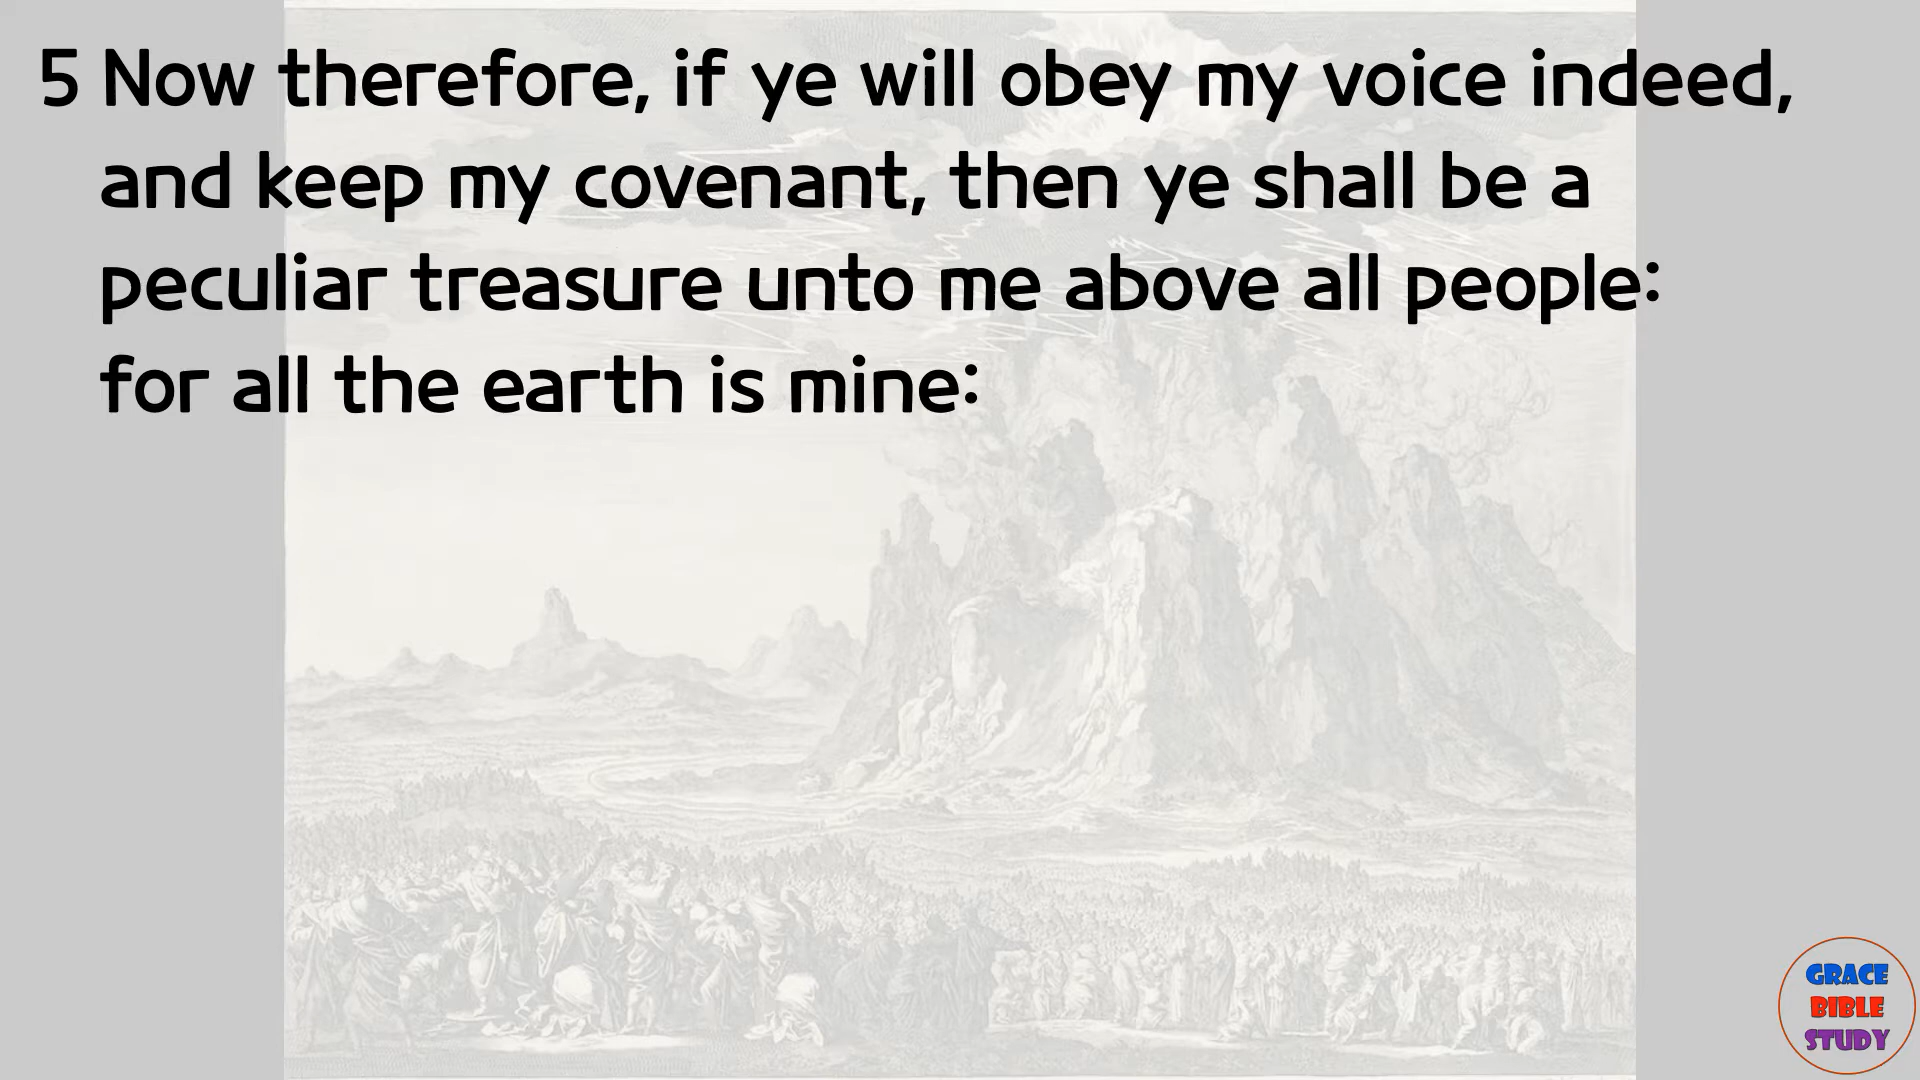 5 Now therefore, if ye will obey my voice indeed,
and keep my covenant, then ye shall be a
peculiar treasure unto me above all people:
for all the earth is mine:
GRACE
BIBLE
STUDY